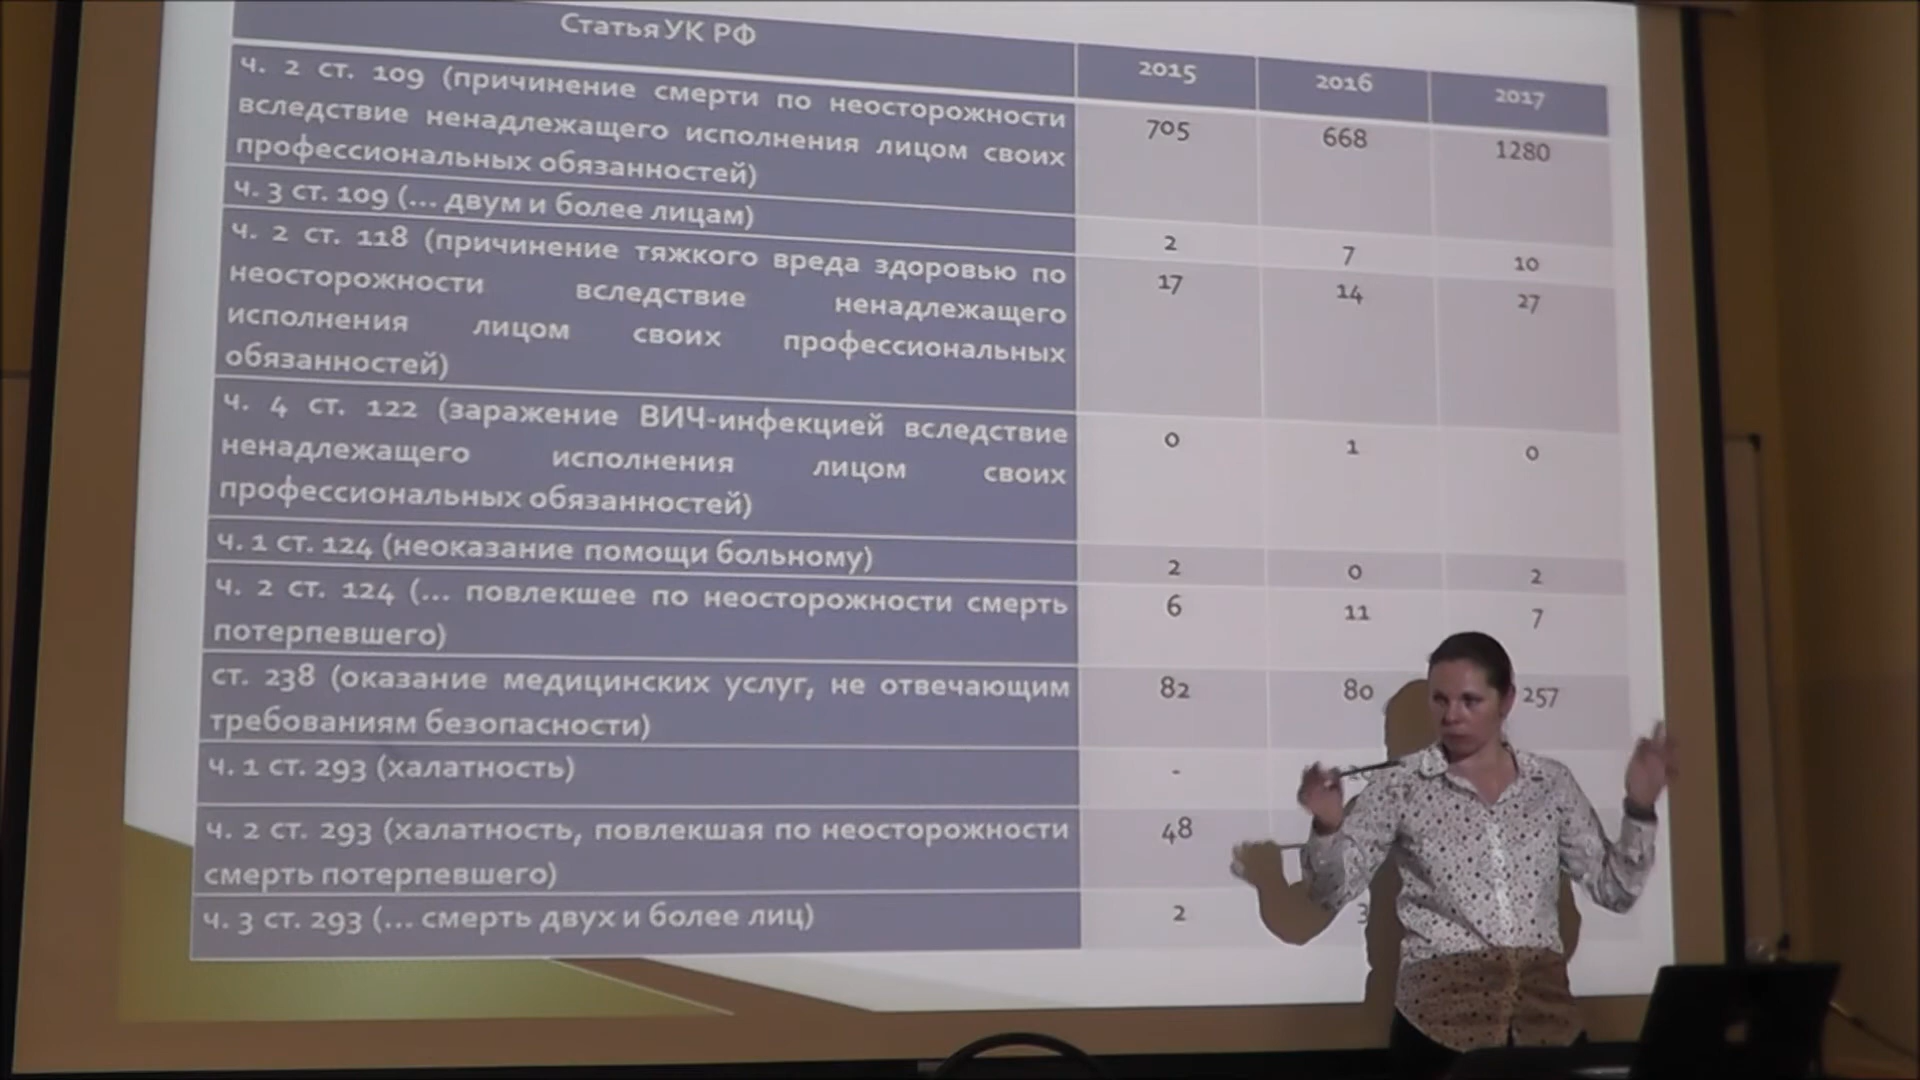 Статья УК РФ 2015 2016 2017
ч. 2 ст. 109 (причинение смерти по неосторожности
вследствие ненадлежащего исполнения лицом своих
профессиональных обязанностей)
705 668 1280
ч. 3 ст. 109 (... двум и более лицам)
2 7 10
ч. 2 ст. 118 (причинение тяжкого вреда здоровью по
неосторожности вследствие ненадлежащего
исполнения лицом своих профессиональных
обязанностей)
17 14 27
ч. 4 ст. 122 (заражение ВИЧ-инфекцией вследствие
ненадлежащего исполнения лицом своих
профессиональных обязанностей)
0 1 0
ч. 1 ст. 124 (неоказание помощи больному)
2 0 2
ч. 2 ст. 124 (... повлекшее по неосторожности смерть
потерпевшего)
6 11 7
ст. 238 (оказание медицинских услуг, не отвечающим
требованиям безопасности)
82 80 257
ч. 1 ст. 293 (халатность)
-
ч. 2 ст. 293 (халатность, повлекшая по неосторожности
смерть потерпевшего)
48
ч. 3 ст. 293 (... смерть двух и более лиц)
2 3